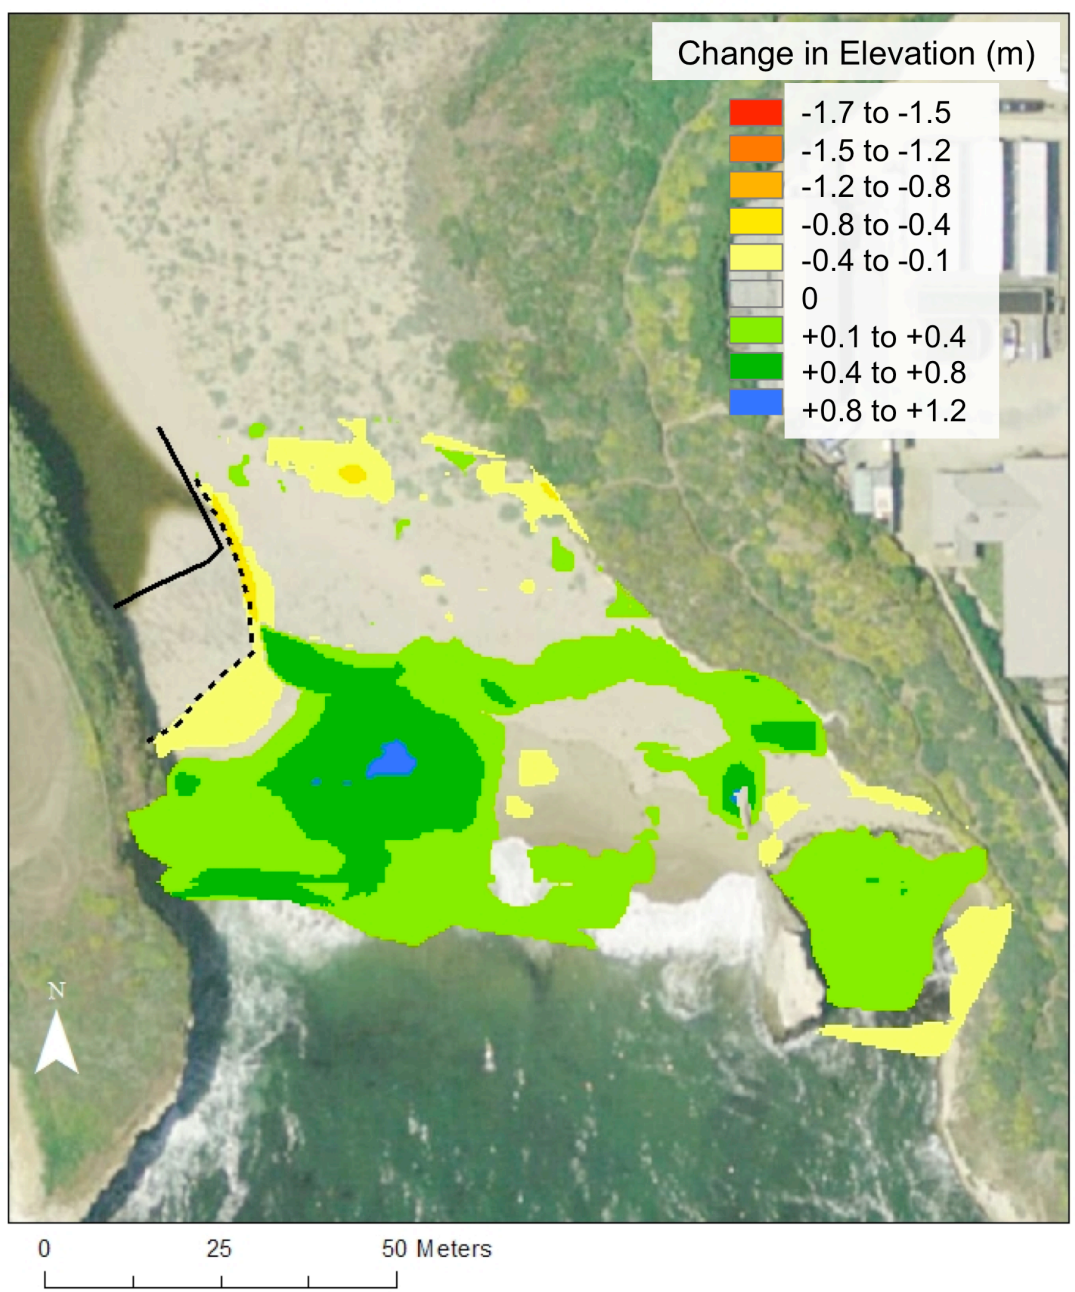 Change in Elevation (m)
-1.7 to -1.5
-1.5 to -1.2
-1.2 to -0.8
-0.8 to -0.4
-0.4 to -0.1
0
+0.1 to +0.4
+0.4 to +0.8
+0.8 to +1.2
N
0 25 50 Meters